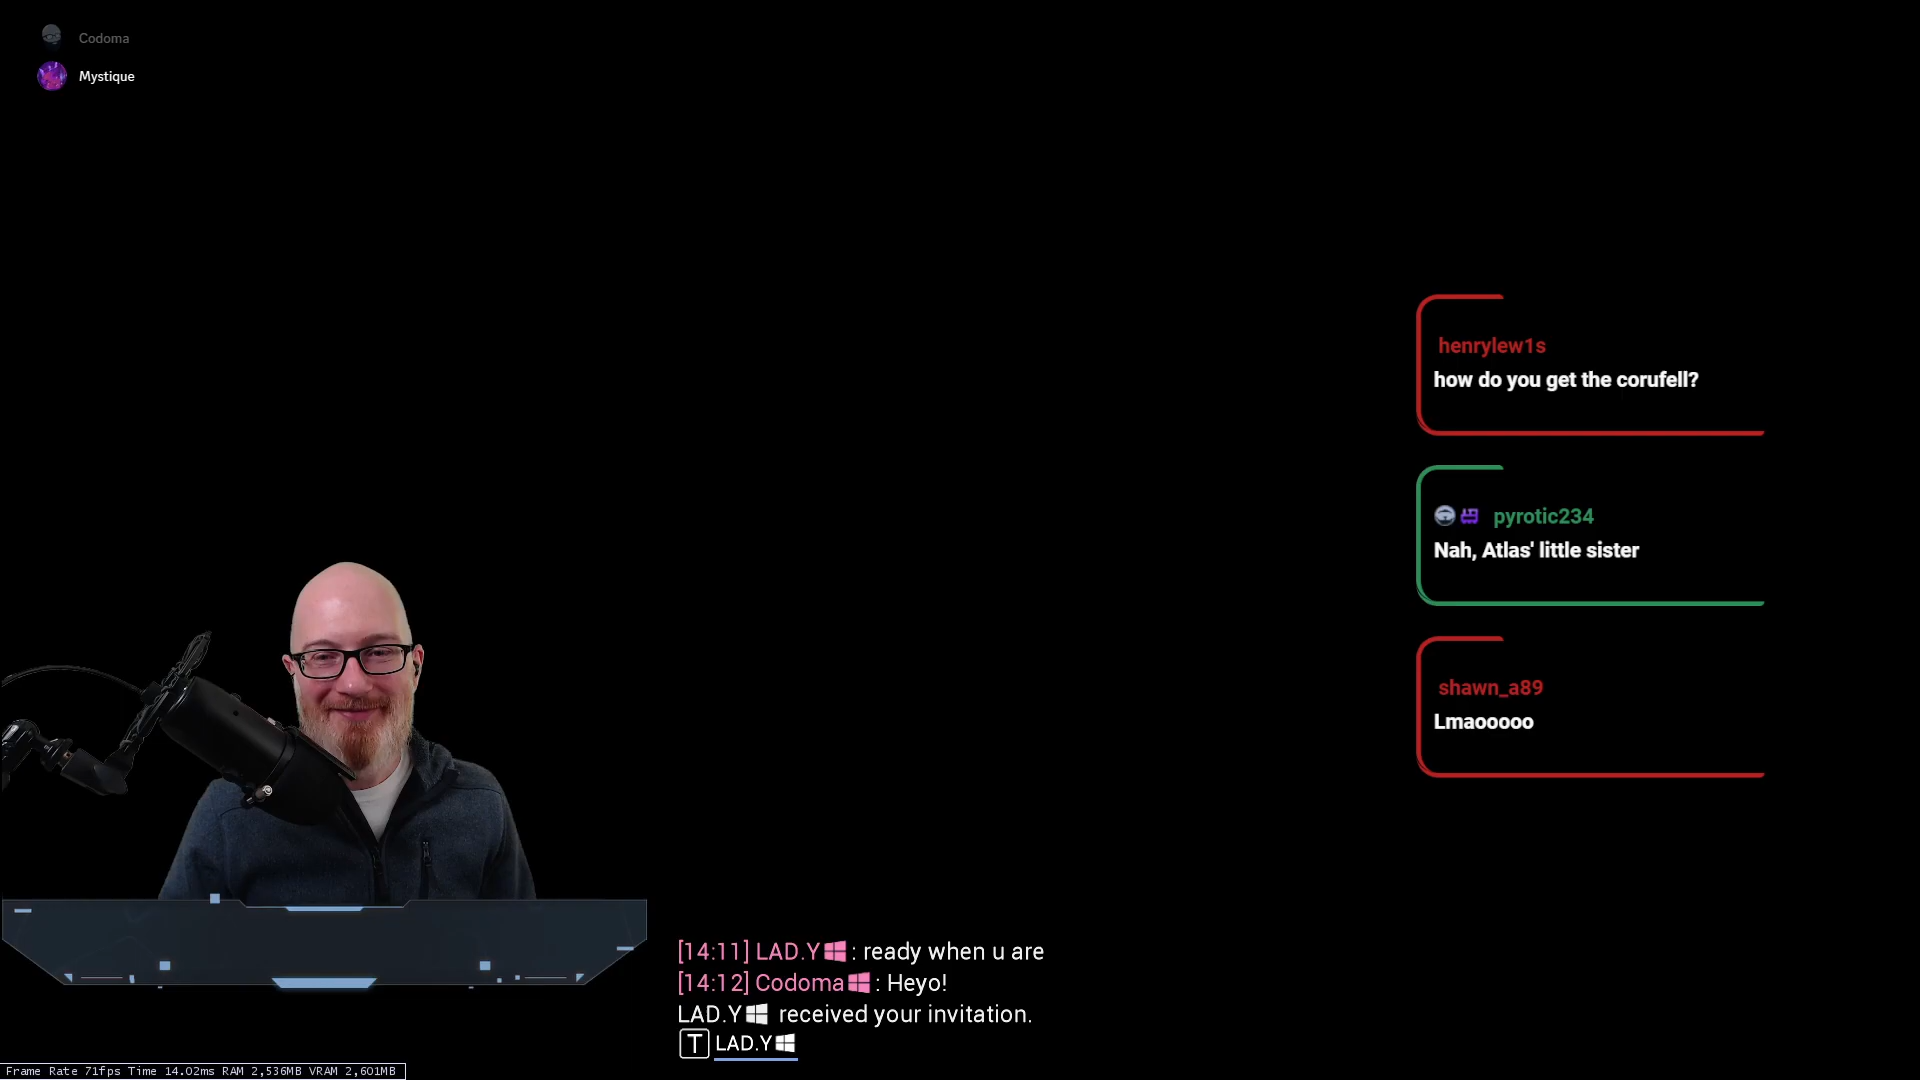 Codoma
Mystique
henrylew1s
how do you get the corufell?
pyrotic234
Nah, Atlas' little sister
shawn_a89
Lmaooooo
[14:11] LAD.Y : ready when u are
[14:12] Codoma : Heyo!
LAD.Y received your invitation.
T LAD.Y
Frame Rate 71fps Time 14.02ms RAM 2,536MB VRAM 2,601MB